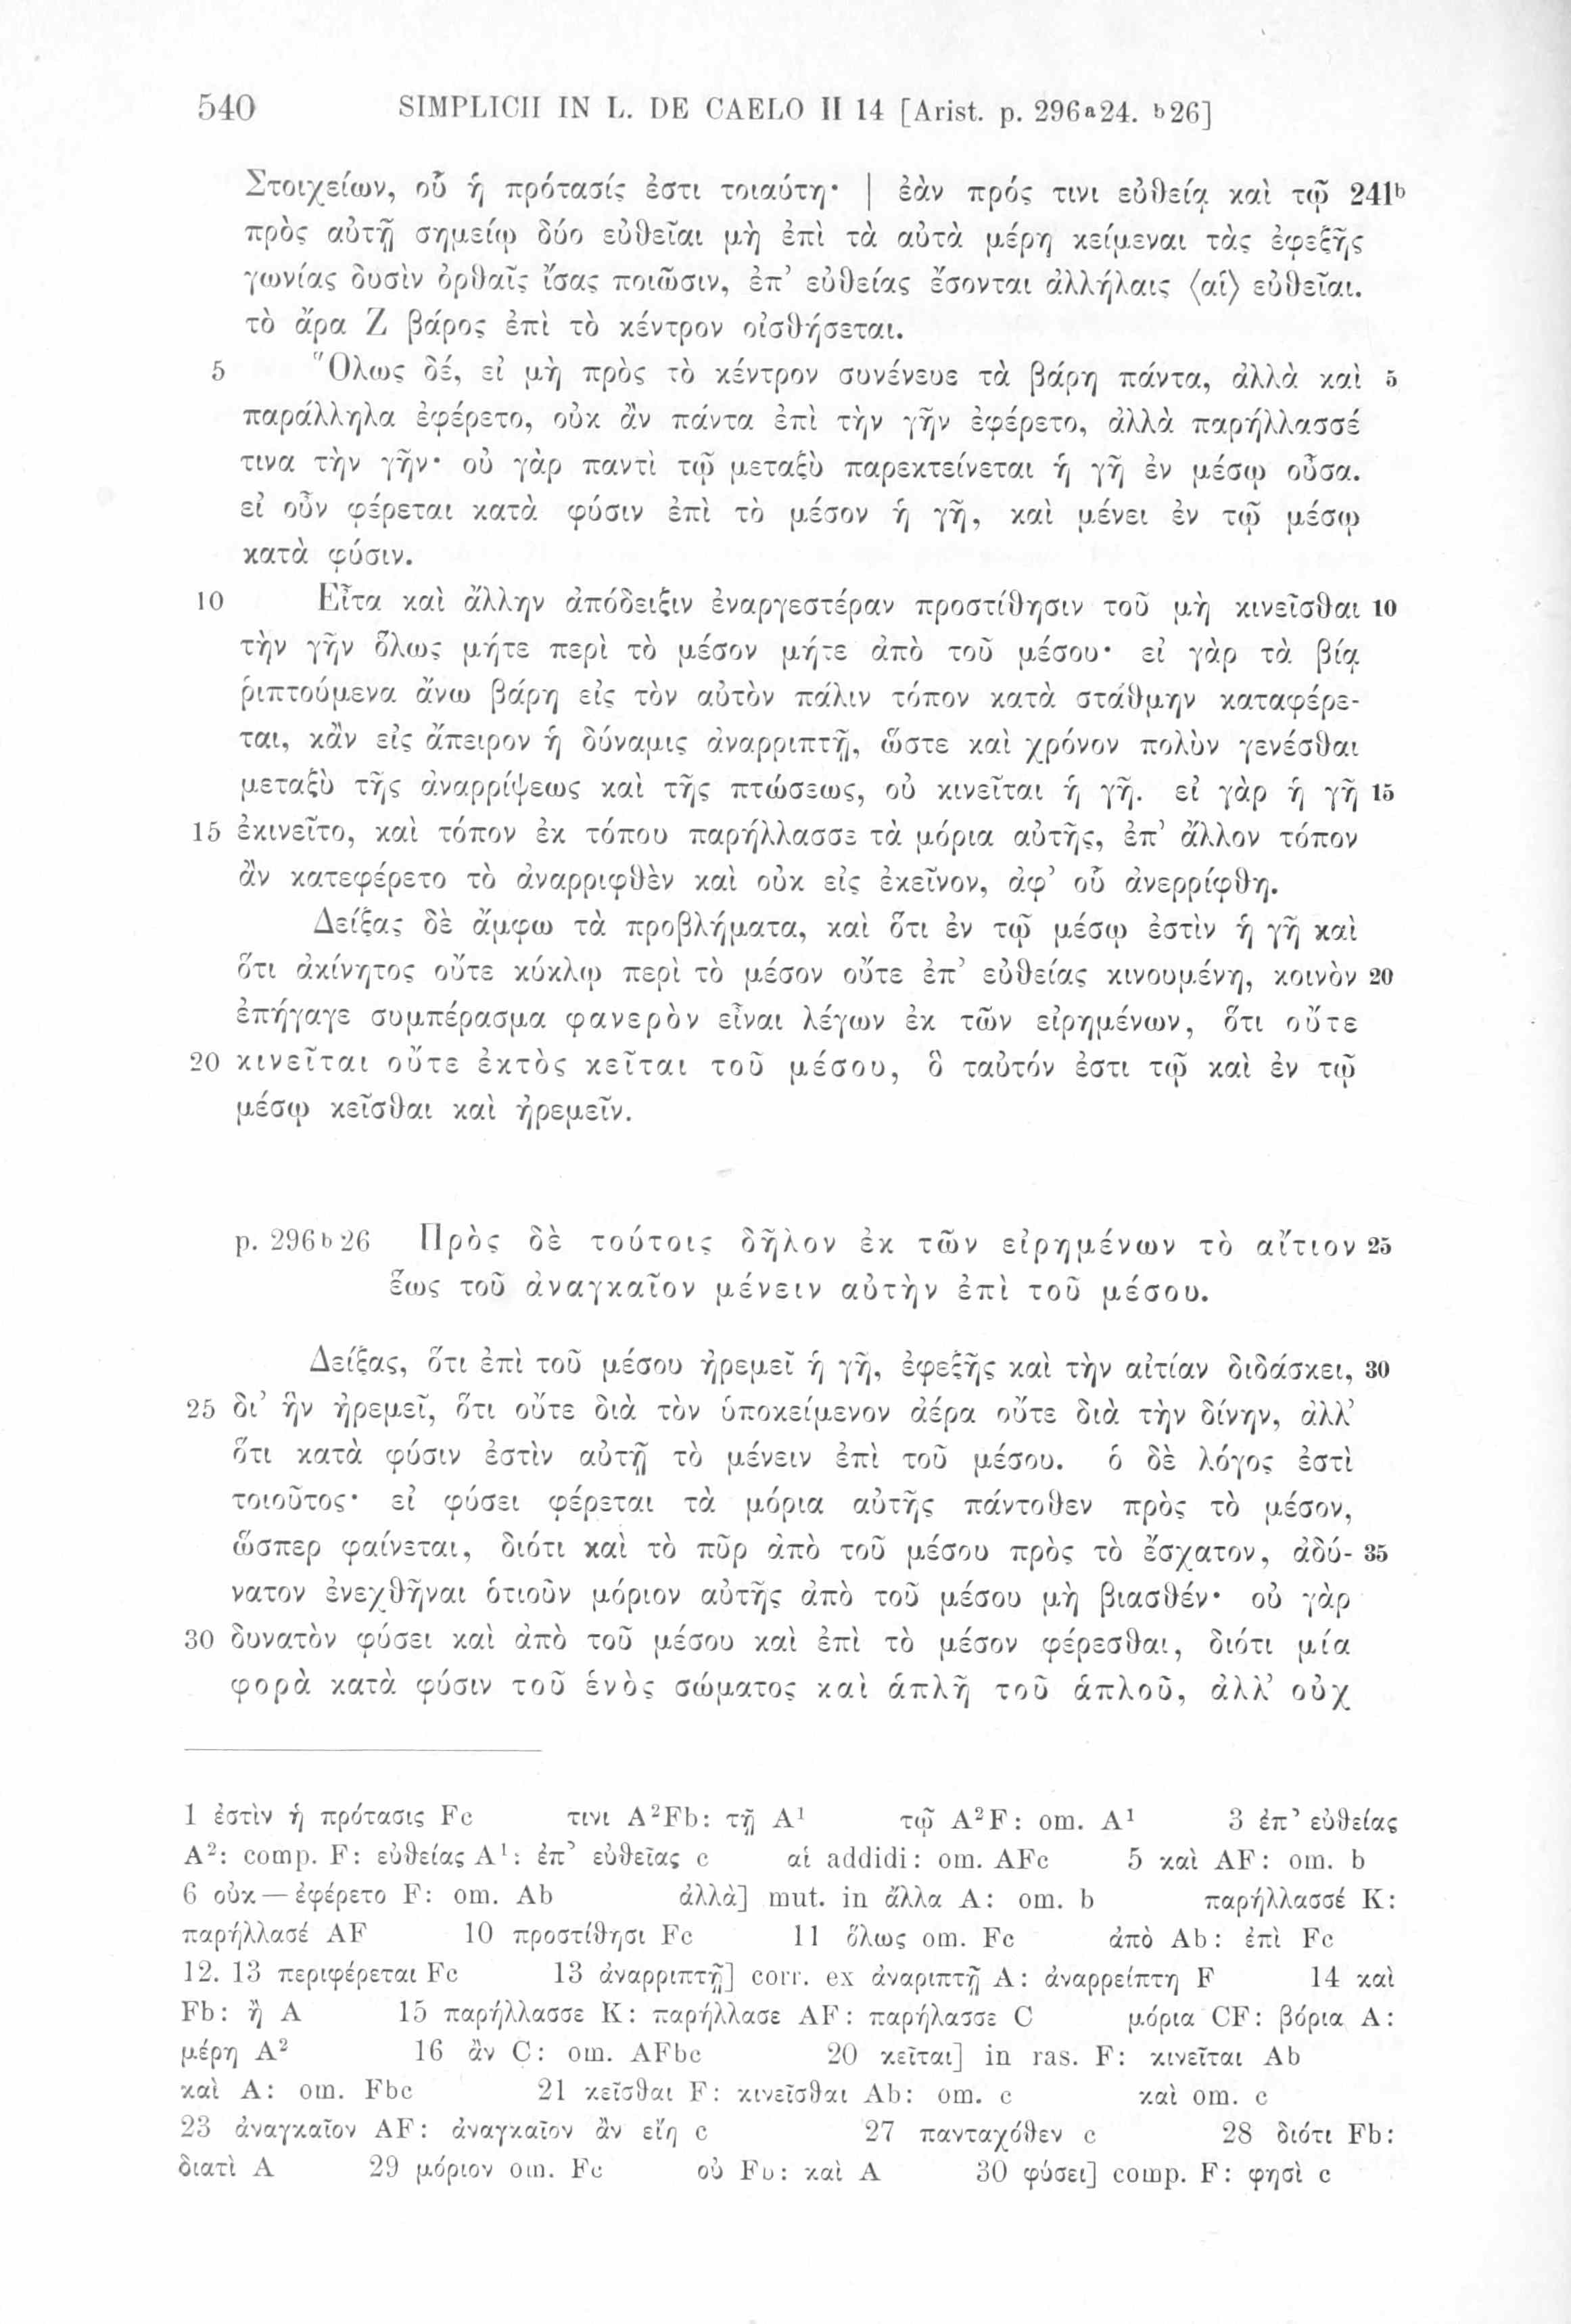 540 SIMPLICII IN L. DE CAELO II 14 [Arist. p. 296a24. b26]
Στοιχείων, οὗ ἡ πρότασίς ἐστι τοιαύτη· | ἐὰν πρός τινι εὐθείᾳ καὶ τῷ 241b
πρὸς αὐτῇ σημείῳ δύο εὐθεῖαι μὴ ἐπὶ τὰ αὐτὰ μέρη κείμεναι τὰς ἐφεξῆς
γωνίας δυσὶν ὀρθαῖς ἴσας ποιῶσιν, ἐπ’ εὐθείας ἔσονται ἀλλήλαις ⟨αἱ⟩ εὐθεῖαι.
τὸ ἄρα Ζ βάρος ἐπὶ τὸ κέντρον οἰσθήσεται.
5 Ὅλως δέ, εἰ μὴ πρὸς τὸ κέντρον συνένευε τὰ βάρη πάντα, ἀλλὰ καὶ 5
παράλληλα ἐφέρετο, οὐκ ἂν πάντα ἐπὶ τὴν γῆν ἐφέρετο, ἀλλὰ παρήλλασσέ
τινα τὴν γῆν· οὐ γὰρ παντὶ τῷ μεταξὺ παρεκτείνεται ἡ γῆ ἐν μέσῳ οὖσα.
εἰ οὖν φέρεται κατὰ φύσιν ἐπὶ τὸ μέσον ἡ γῆ, καὶ μένει ἐν τῷ μέσῳ
κατὰ φύσιν.
10 Εἶτα καὶ ἄλλην ἀπόδειξιν ἐναργεστέραν προστίθησιν τοῦ μὴ κινεῖσθαι 10
τὴν γῆν ὅλως μήτε περὶ τὸ μέσον μήτε ἀπὸ τοῦ μέσου· εἰ γὰρ τὰ βίᾳ
ῥιπτούμενα ἄνω βάρη εἰς τὸν αὐτὸν πάλιν τόπον κατὰ στάθμην καταφέρε-
ται, κἂν εἰς ἄπειρον ἡ δύναμις ἀναρριπτῇ, ὥστε καὶ χρόνον πολὺν γενέσθαι
μεταξὺ τῆς ἀναρρίψεως καὶ τῆς πτώσεως, οὐ κινεῖται ἡ γῆ. εἰ γὰρ ἡ γῆ 15
15 ἐκινεῖτο, καὶ τόπον ἐκ τόπου παρήλλασσε τὰ μόρια αὐτῆς, ἐπ’ ἄλλον τόπον
ἂν κατεφέρετο τὸ ἀναρριφθὲν καὶ οὐκ εἰς ἐκεῖνον, ἀφ’ οὗ ἀνερρίφθη.
Δείξας δὲ ἄμφω τὰ προβλήματα, καὶ ὅτι ἐν τῷ μέσῳ ἐστὶν ἡ γῆ καὶ
ὅτι ἀκίνητος οὔτε κύκλῳ περὶ τὸ μέσον οὔτε ἐπ’ εὐθείας κινουμένη, κοινὸν 20
ἐπήγαγε συμπέρασμα φανερὸν εἶναι λέγων ἐκ τῶν εἰρημένων, ὅτι οὔτε
20 κινεῖται οὔτε ἐκτὸς κεῖται τοῦ μέσου, ὃ ταὐτόν ἐστι τῷ καὶ ἐν τῷ
μέσῳ κεῖσθαι καὶ ἠρεμεῖν.
p. 296b26 Πρὸς δὲ τούτοις δῆλον ἐκ τῶν εἰρημένων τὸ αἴτιον 25
ἕως τοῦ ἀναγκαῖον μένειν αὐτὴν ἐπὶ τοῦ μέσου.
Δείξας, ὅτι ἐπὶ τοῦ μέσου ἠρεμεῖ ἡ γῆ, ἐφεξῆς καὶ τὴν αἰτίαν διδάσκει, 30
25 δι’ ἣν ἠρεμεῖ, ὅτι οὔτε διὰ τὸν ὑποκείμενον ἀέρα οὔτε διὰ τὴν δίνην, ἀλλ’
ὅτι κατὰ φύσιν ἐστὶν αὐτῇ τὸ μένειν ἐπὶ τοῦ μέσου. ὁ δὲ λόγος ἐστὶ
τοιοῦτος· εἰ φύσει φέρεται τὰ μόρια αὐτῆς πάντοθεν πρὸς τὸ μέσον,
ὥσπερ φαίνεται, διότι καὶ τὸ πῦρ ἀπὸ τοῦ μέσου πρὸς τὸ ἔσχατον, ἀδύ- 35
νατον ἐνεχθῆναι ὁτιοῦν μόριον αὐτῆς ἀπὸ τοῦ μέσου μὴ βιασθέν· οὐ γὰρ
30 δυνατὸν φύσει καὶ ἀπὸ τοῦ μέσου καὶ ἐπὶ τὸ μέσον φέρεσθαι, διότι μία
φορὰ κατὰ φύσιν τοῦ ἑνὸς σώματος καὶ ἁπλῆ τοῦ ἁπλοῦ, ἀλλ’ οὐχ
1 ἐστὶν ἡ πρότασις Fc τινι A²Fb: τῇ A¹ τῷ A²F: om. A¹ 3 ἐπ’ εὐθείας
A²: comp. F: εὐθείας A¹: ἐπ’ εὐθεῖας c αἱ addidi: om. AFc 5 καὶ AF: om. b
6 οὐκ — ἐφέρετο F: om. Ab ἀλλὰ] mut. in ἄλλα A: om. b παρήλλασσέ K:
παρήλλασέ AF 10 προστίθησι Fc 11 ὅλως om. Fc ἀπὸ Ab: ἐπὶ Fc
12. 13 περιφέρεται Fc 13 ἀναρριπτῇ] corr. ex ἀναριπτῇ A: ἀναρρείπτη F 14 καὶ
Fb: ἢ A 15 παρήλλασσε K: παρήλλασε AF: παρήλασσε C μόρια CF: βόρια A:
μέρη A² 16 ἂν C: om. AFbc 20 κεῖται] in ras. F: κινεῖται Ab
καὶ A: om. Fbc 21 κεῖσθαι F: κινεῖσθαι Ab: om. c καὶ om. c
23 ἀναγκαῖον AF: ἀναγκαῖον ἂν εἴη c 27 πανταχόθεν c 28 διότι Fb:
διατὶ A 29 μόριον om. Fc οὐ Fb: καὶ A 30 φύσει] comp. F: φησὶ c